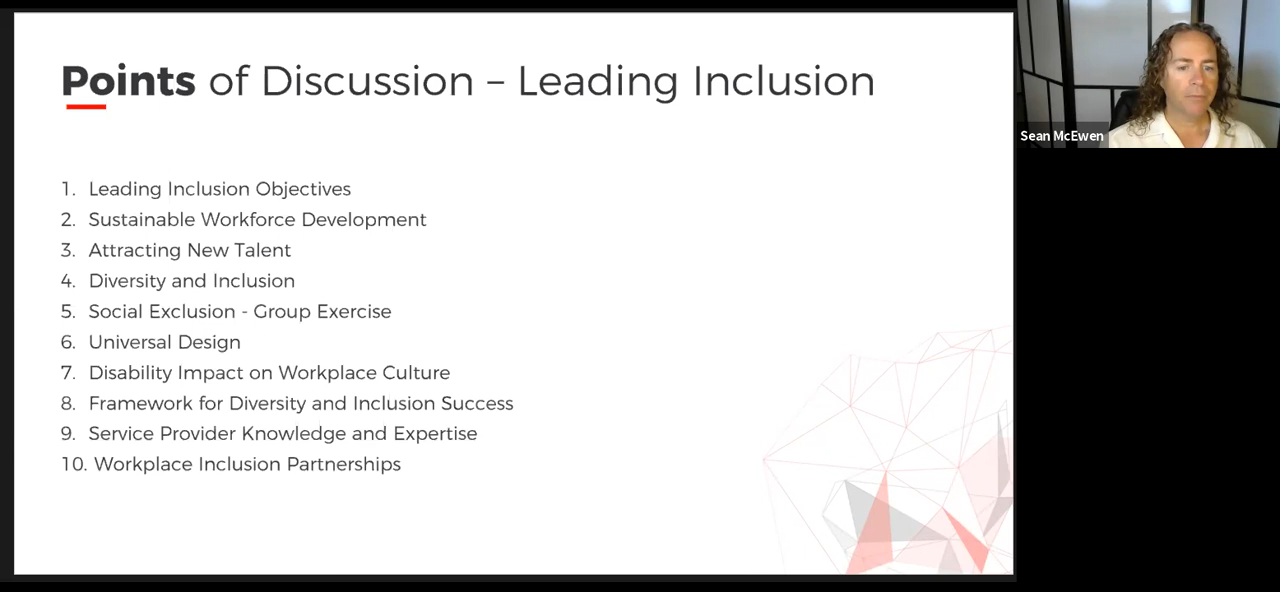 Points of Discussion – Leading Inclusion
1. Leading Inclusion Objectives
2. Sustainable Workforce Development
3. Attracting New Talent
4. Diversity and Inclusion
5. Social Exclusion - Group Exercise
6. Universal Design
7. Disability Impact on Workplace Culture
8. Framework for Diversity and Inclusion Success
9. Service Provider Knowledge and Expertise
10. Workplace Inclusion Partnerships
Sean McEwen